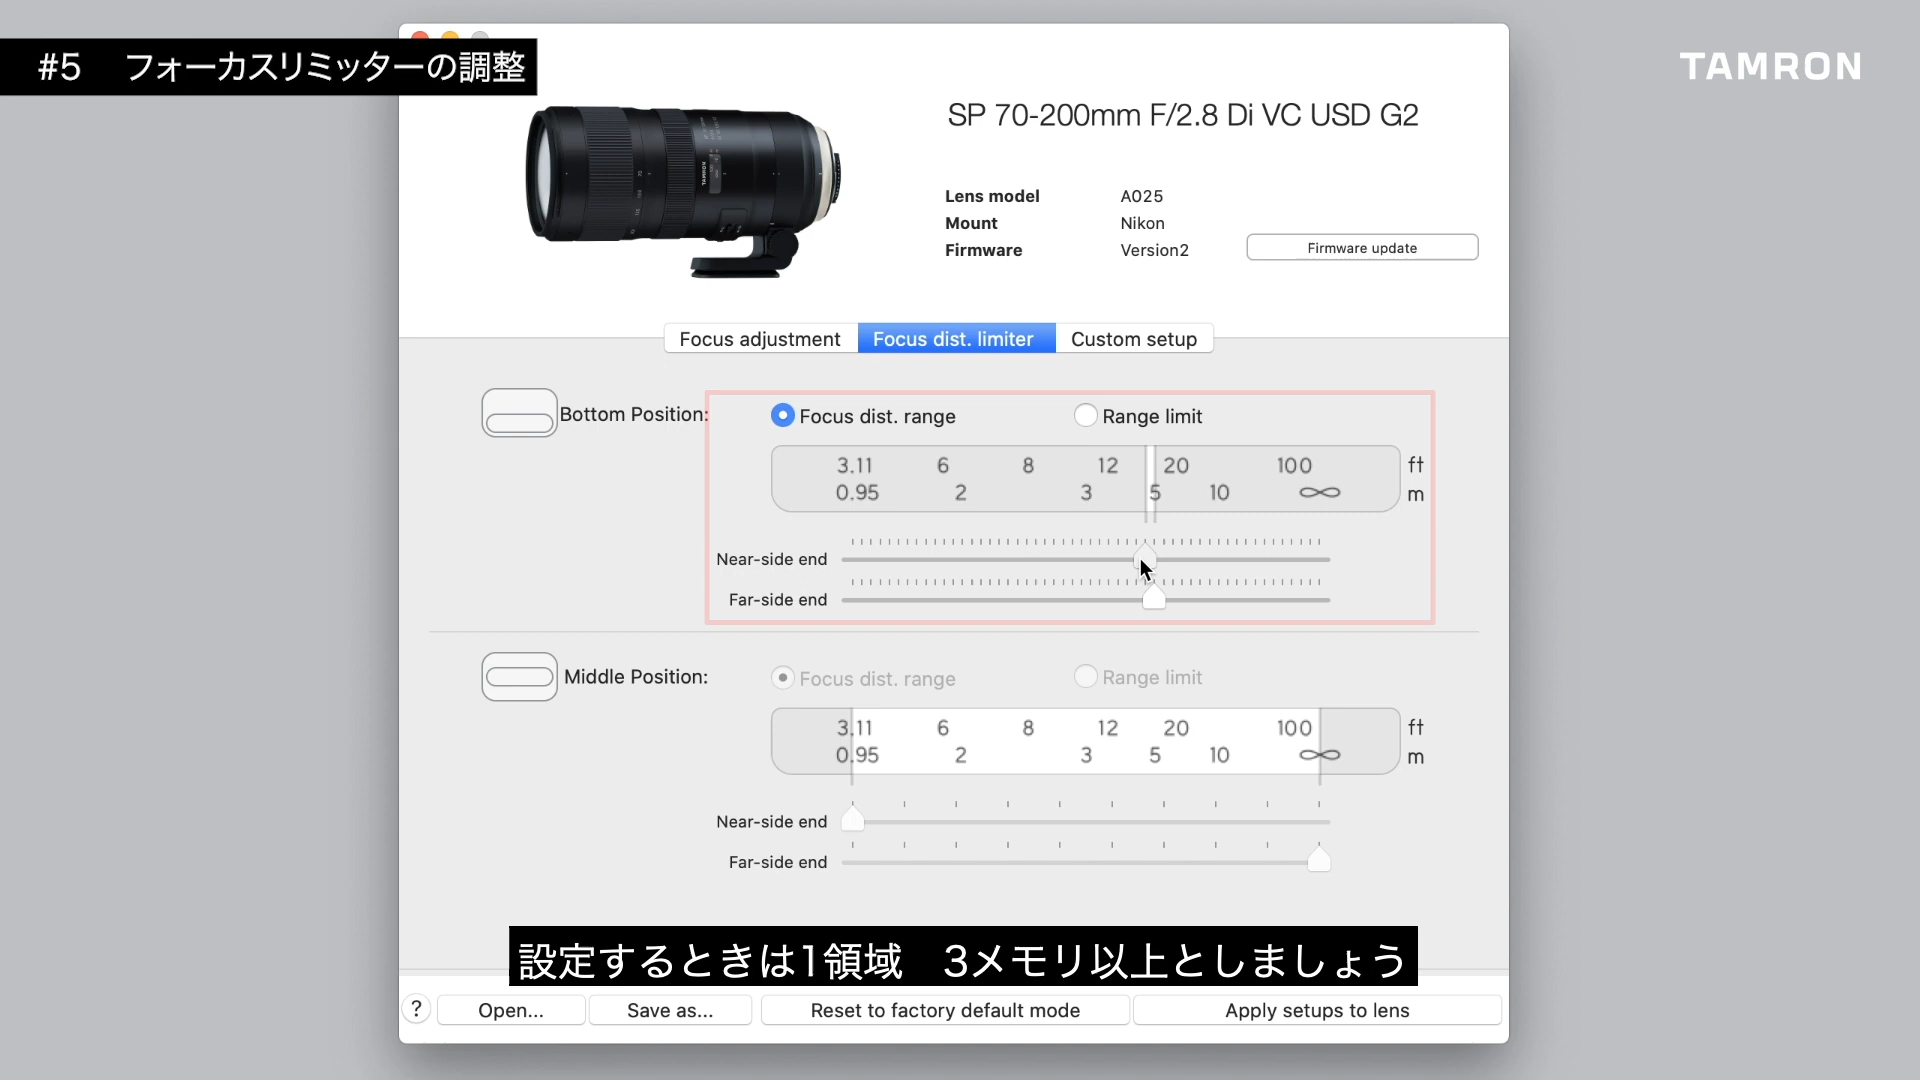 #5 フォーカスリミッターの調整
TAMRON
SP 70-200mm F/2.8 Di VC USD G2
Lens model A025
Mount Nikon
Firmware Version2
Firmware update
Focus adjustment
Focus dist. limiter
Custom setup
Bottom Position:
Focus dist. range
Range limit
3.11 6 8 12 20 100 ft
0.95 2 3 5 10 ∞ m
Near-side end
Far-side end
Middle Position:
Focus dist. range
Range limit
3.11 6 8 12 20 100 ft
0.95 2 3 5 10 ∞ m
Near-side end
Far-side end
設定するときは1領域 3メモリ以上としましょう
?
Open...
Save as...
Reset to factory default mode
Apply setups to lens